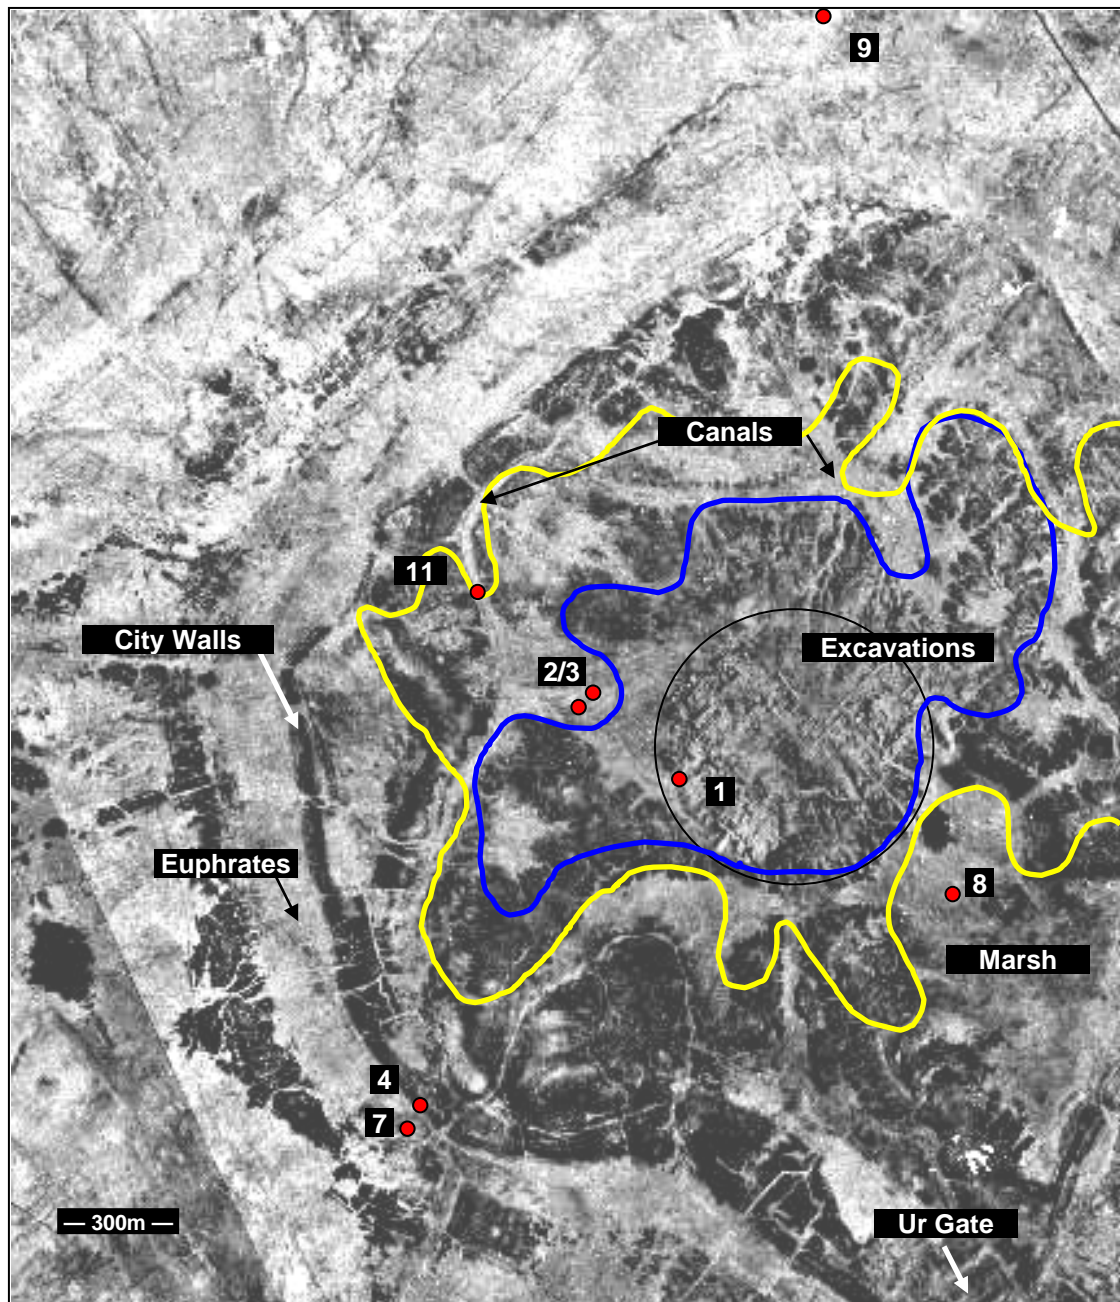 9
Canals
11
City Walls
Excavations
2/3
1
Euphrates
8
Marsh
4
7
— 300m —
Ur Gate